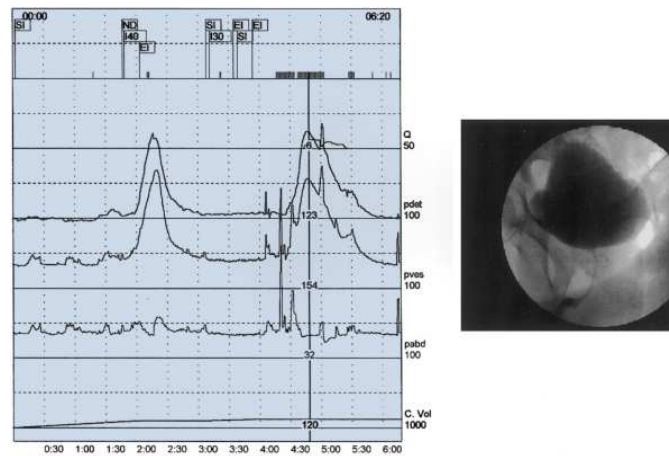 00:00 06:20
SI ND SI EI EI
I40 I30 SI
EI
Q
6 50
pdet
123 100
pves
154 100
pabd
32 100
C. Vol
120 1000
0:30 1:00 1:30 2:00 2:30 3:00 3:30 4:00 4:30 5:00 5:30 6:00